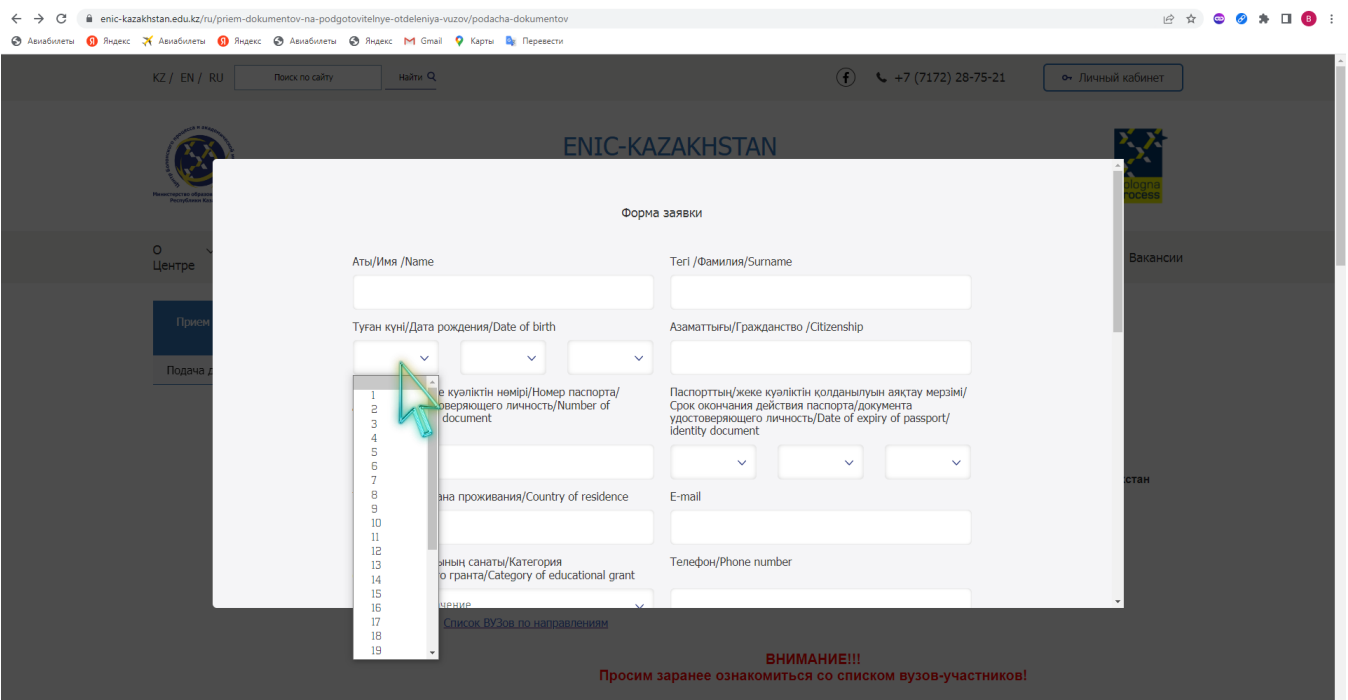 enic-kazakhstan.edu.kz/ru/priem-dokumentov-na-podgotovitelnye-otdeleniya-vuzov/podacha-dokumentov
B
Авиабилеты Яндекс Авиабилеты Яндекс Авиабилеты Яндекс Gmail Карты Перевести
KZ / EN / RU Поиск по сайту Найти +7 (7172) 28-75-21 Личный кабинет
ENIC-KAZAKHSTAN
ologna
rocess
О
Центре
Вакансии
Прием
Подача д
Форма заявки
Аты/Имя /Name
Тегі /Фамилия/Surname
Туған күні/Дата рождения/Date of birth
Азаматтығы/Гражданство /Citizenship
е куәліктін нөмірі/Номер паспорта/
оверяющего личность/Number of
document
Паспорттың/жеке куәліктін қолданылуын аяқтау мерзімі/
Срок окончания действия паспорта/документа
удостоверяющего личность/Date of expiry of passport/
identity document
1
2
3
4
5
6
7
8
9
10
11
12
13
14
15
16
17
18
19
ана проживания/Country of residence
E-mail
ының санаты/Категория
о гранта/Category of educational grant
Телефон/Phone number
чение
хстан
Список ВУЗов по направлениям
ВНИМАНИЕ!!!
Просим заранее ознакомиться со списком вузов-участников!